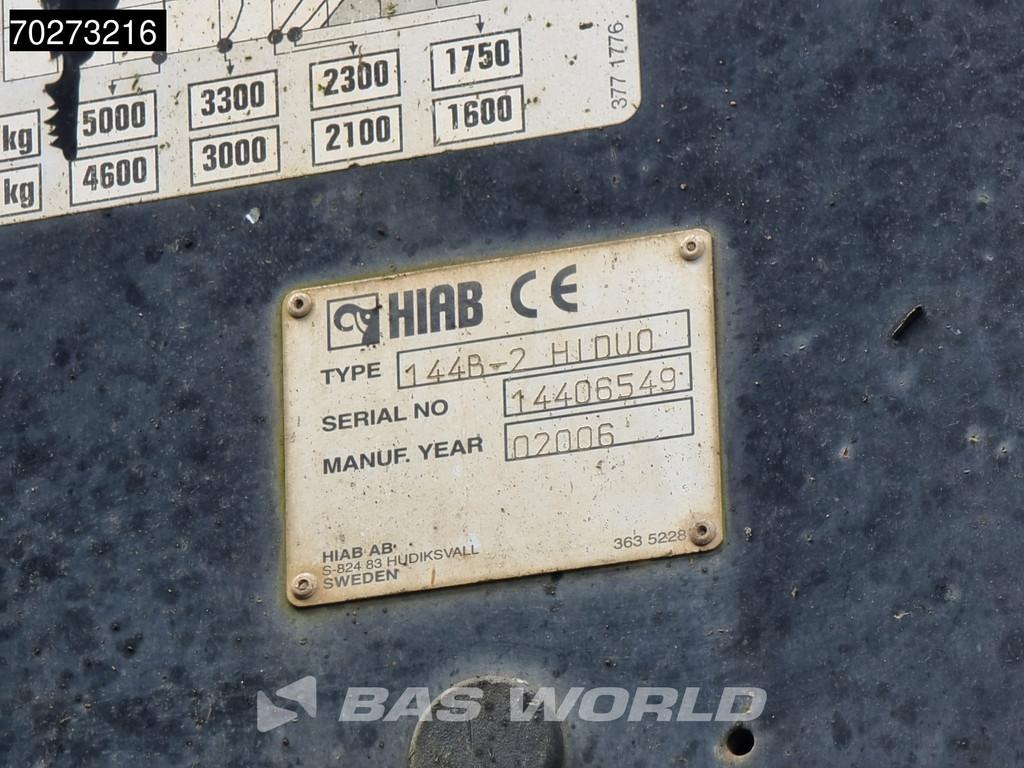 70273216
377 1776
5000 3300 2300 1750
kg 4600 3000 2100 1600
kg
HIAB CE
TYPE 144B-2 HIDUO
SERIAL NO 14406549
MANUF. YEAR 02006
HIAB AB
S-824 83 HUDIKSVALL
SWEDEN
363 5228
BAS WORLD